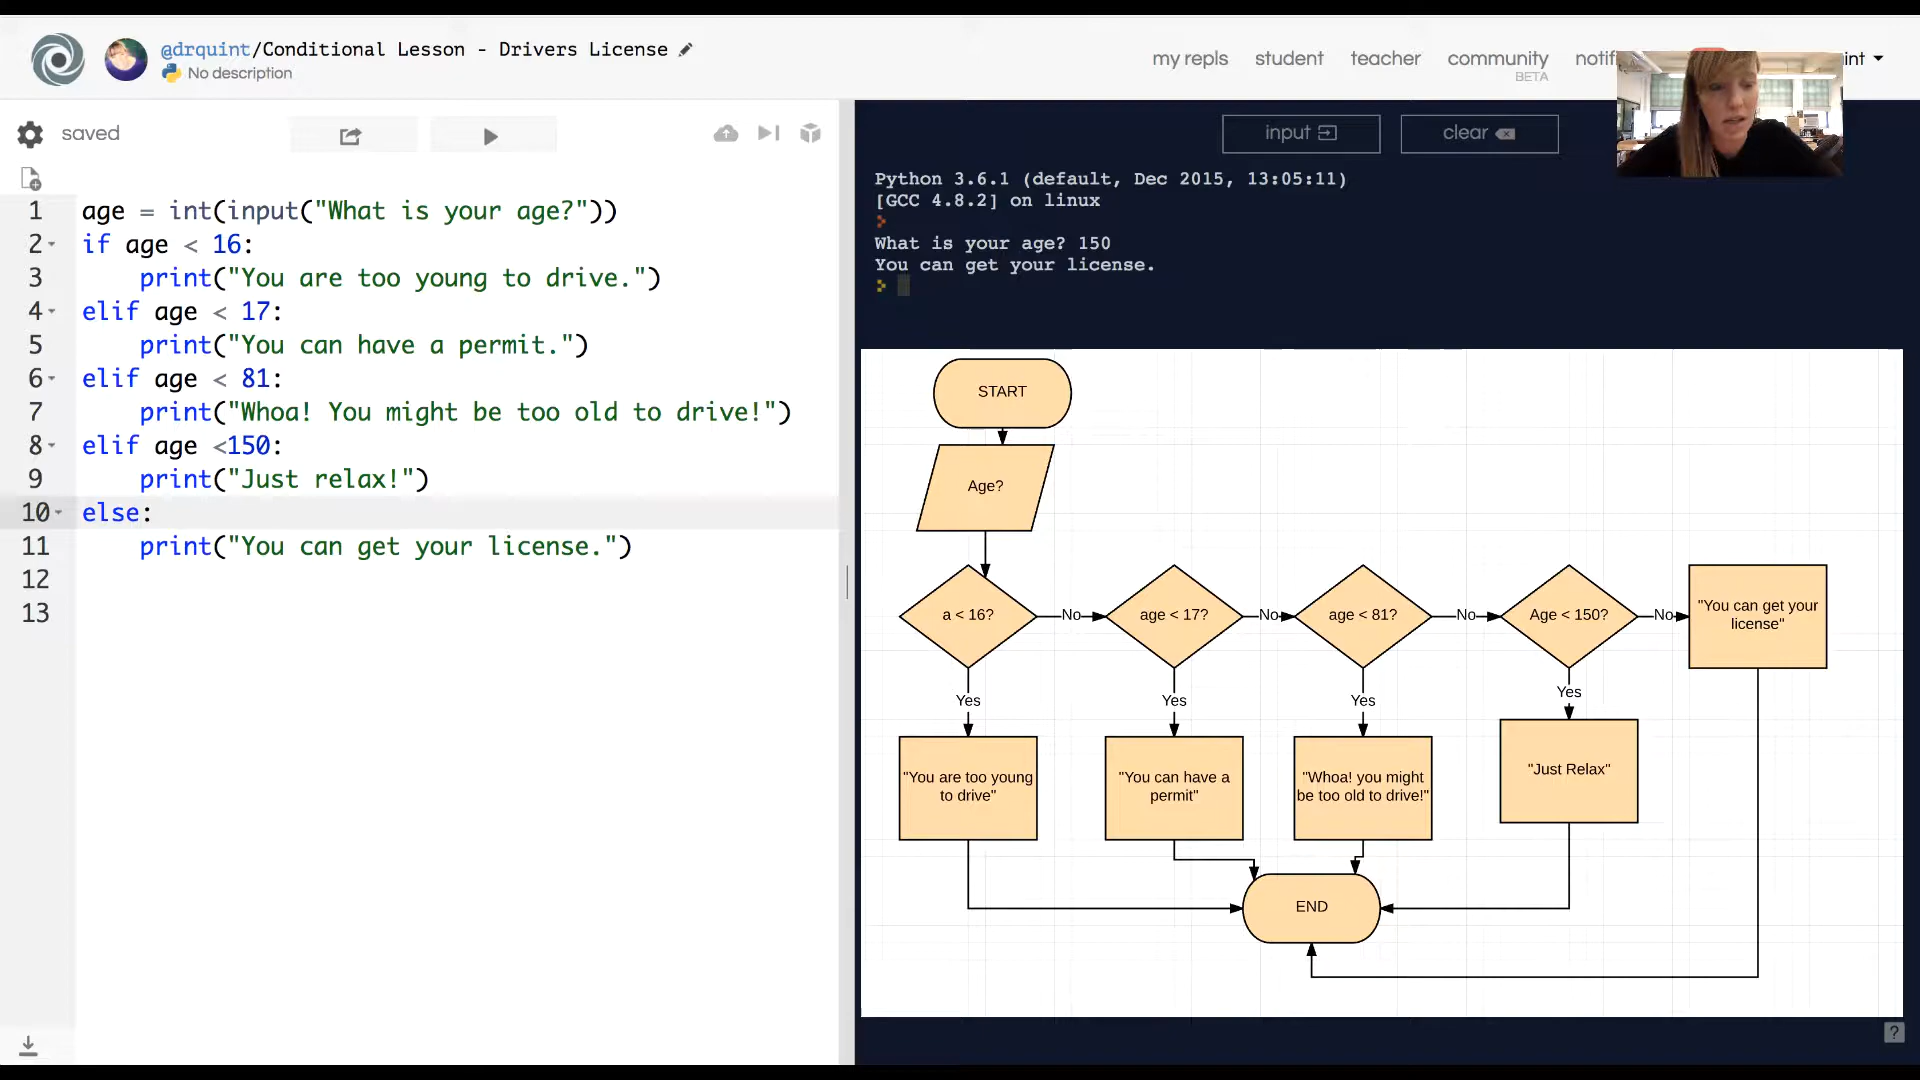 @drquint/Conditional Lesson - Drivers License
No description
my repls student teacher community notif int
BETA
saved
input
clear
1 age = int(input("What is your age?"))
2 if age < 16:
3 print("You are too young to drive.")
4 elif age < 17:
5 print("You can have a permit.")
6 elif age < 81:
7 print("Whoa! You might be too old to drive!")
8 elif age <150:
9 print("Just relax!")
10 else:
11 print("You can get your license.")
12
13
Python 3.6.1 (default, Dec 2015, 13:05:11)
[GCC 4.8.2] on linux
What is your age? 150
You can get your license.
START
Age?
a < 16?
No
age < 17?
No
age < 81?
No
Age < 150?
No
"You can get your
license"
Yes
Yes
Yes
Yes
"You are too young
to drive"
"You can have a
permit"
"Whoa! you might
be too old to drive!"
"Just Relax"
END
?